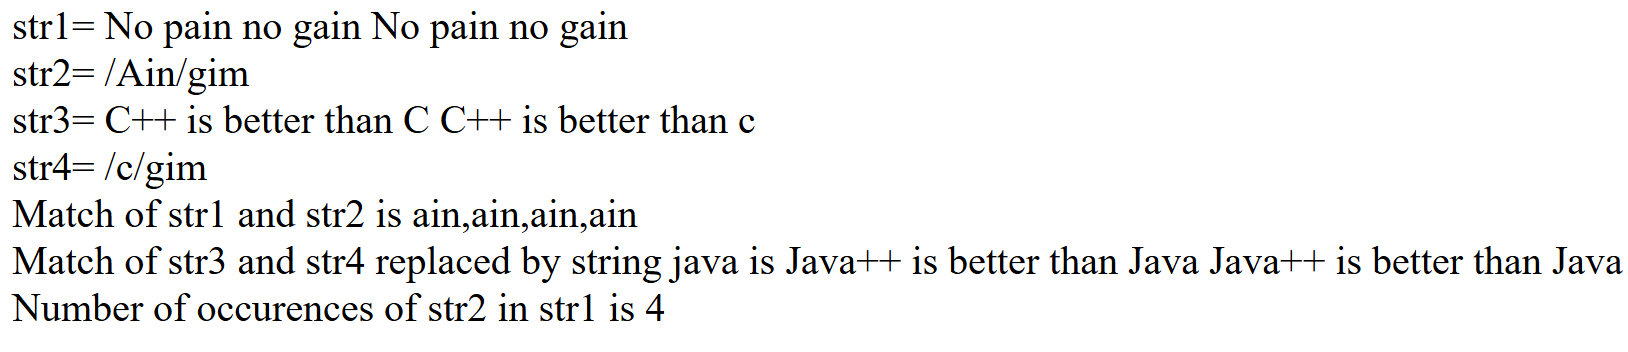 str1= No pain no gain No pain no gain
str2= /Ain/gim
str3= C++ is better than C C++ is better than c
str4= /c/gim
Match of str1 and str2 is ain,ain,ain,ain
Match of str3 and str4 replaced by string java is Java++ is better than Java Java++ is better than Java
Number of occurences of str2 in str1 is 4